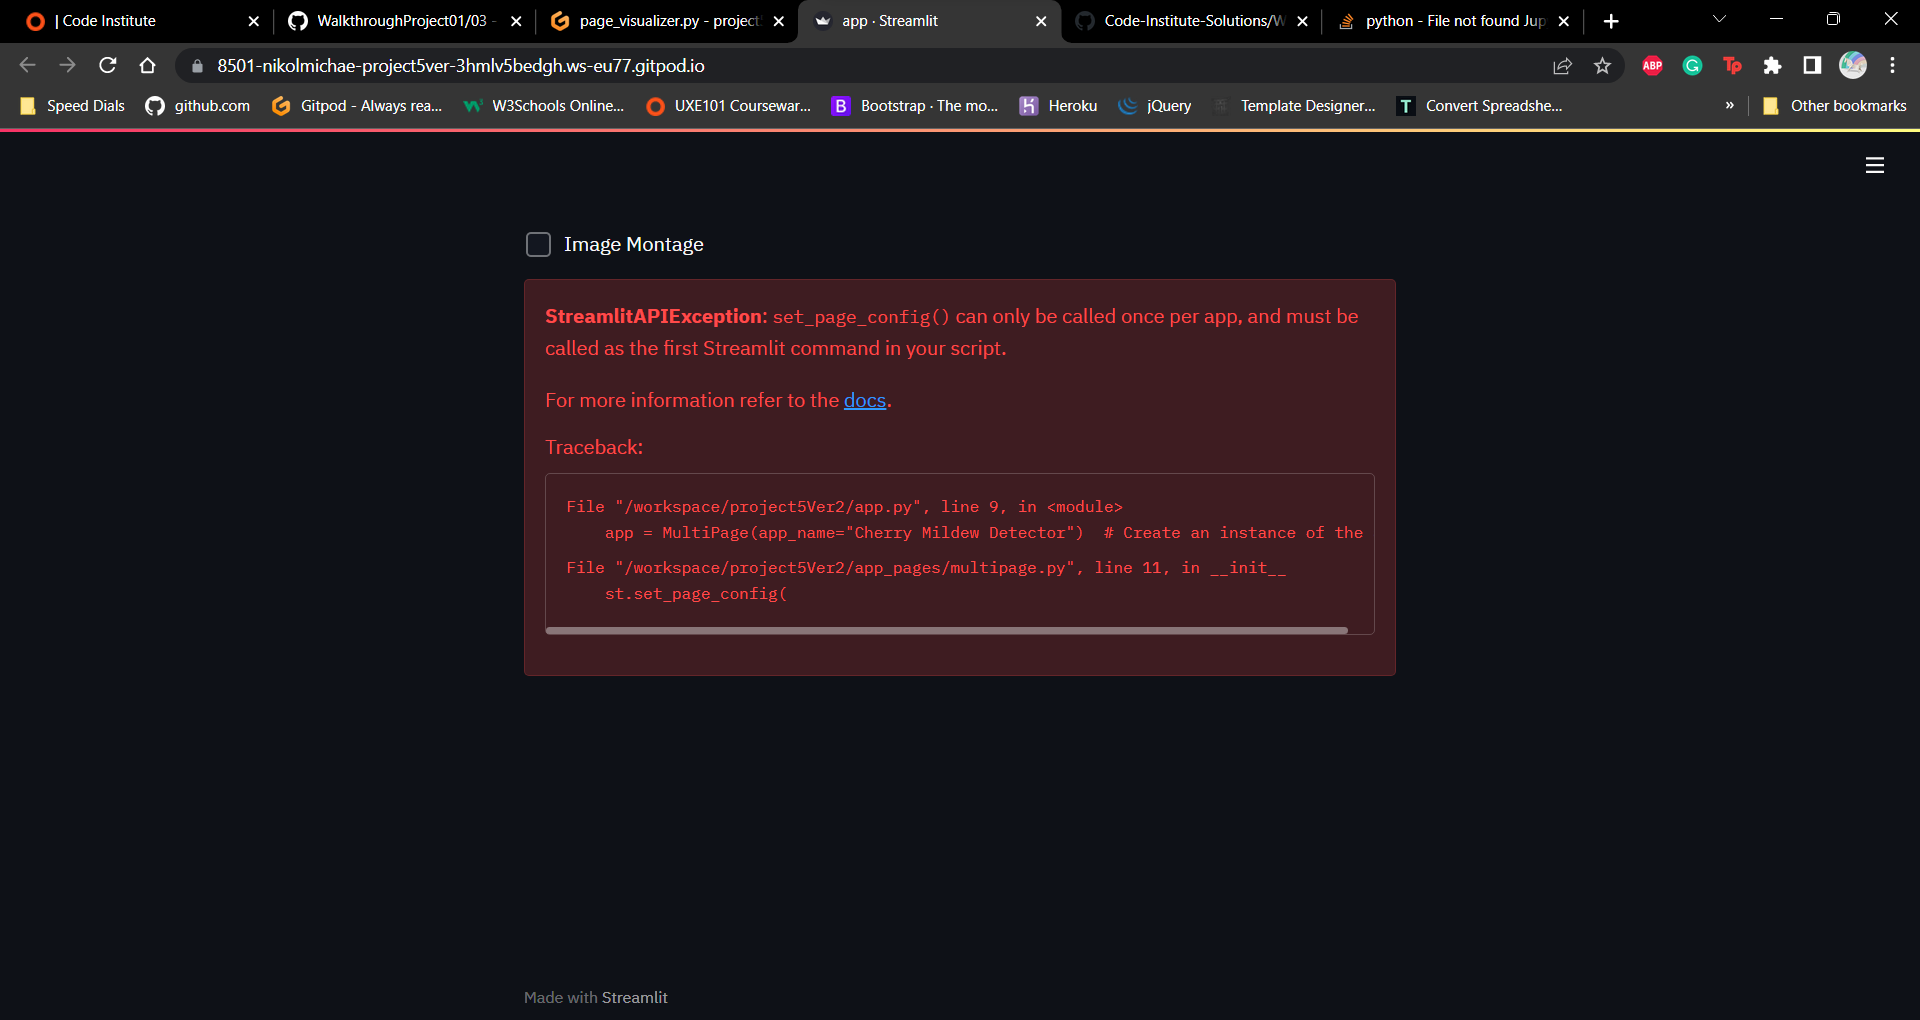 | Code Institute
WalkthroughProject01/03 -
page_visualizer.py - project
app · Streamlit
Code-Institute-Solutions/W
python - File not found Jup
8501-nikolmichae-project5ver-3hmlv5bedgh.ws-eu77.gitpod.io
ABP
G
Tp
Speed Dials
github.com
Gitpod - Always rea...
W3Schools Online...
UXE101 Coursewar...
B
Bootstrap · The mo...
Heroku
jQuery
Template Designer...
T
Convert Spreadshe...
»
Other bookmarks
Image Montage
StreamlitAPIException: set_page_config() can only be called once per app, and must be
called as the first Streamlit command in your script.
For more information refer to the docs.
Traceback:
File "/workspace/project5Ver2/app.py", line 9, in <module>
app = MultiPage(app_name="Cherry Mildew Detector")  # Create an instance of the
File "/workspace/project5Ver2/app_pages/multipage.py", line 11, in __init__
st.set_page_config(
Made with Streamlit